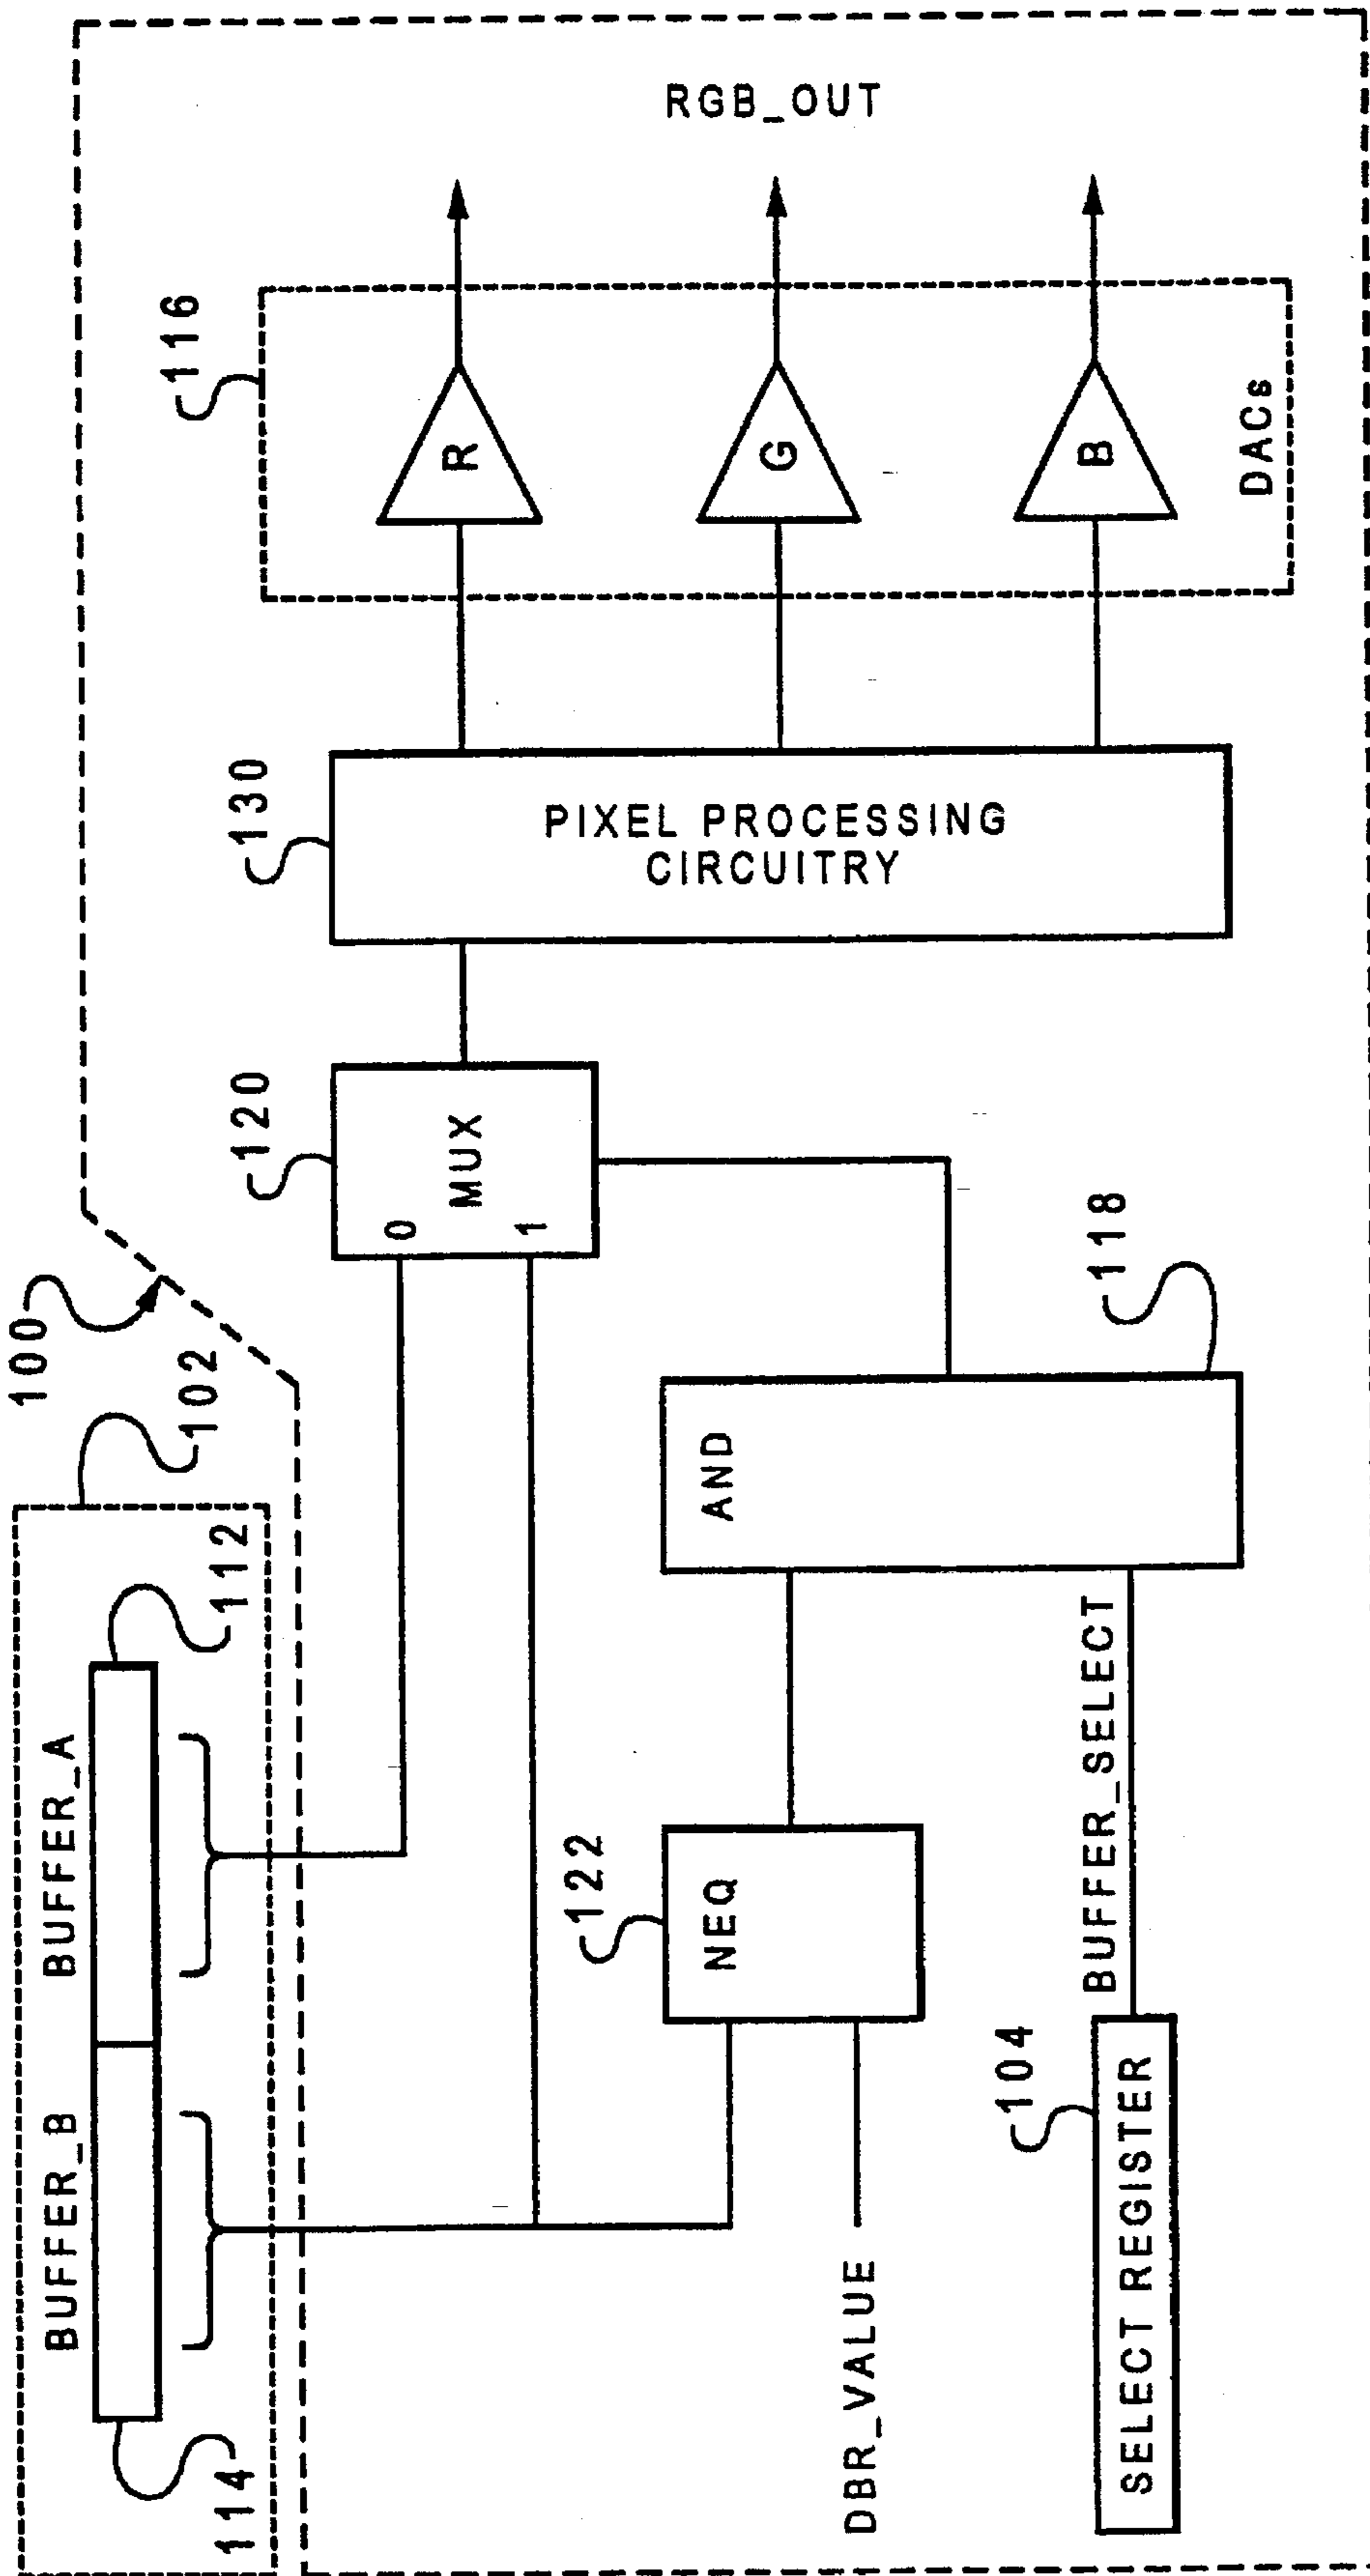 100
102
BUFFER_B
BUFFER_A
114
112
116
120
130
RGB_OUT
0
1
MUX
PIXEL PROCESSING
CIRCUITRY
R
G
B
DACs
122
NEQ
AND
118
DBR_VALUE
104
SELECT REGISTER
BUFFER_SELECT